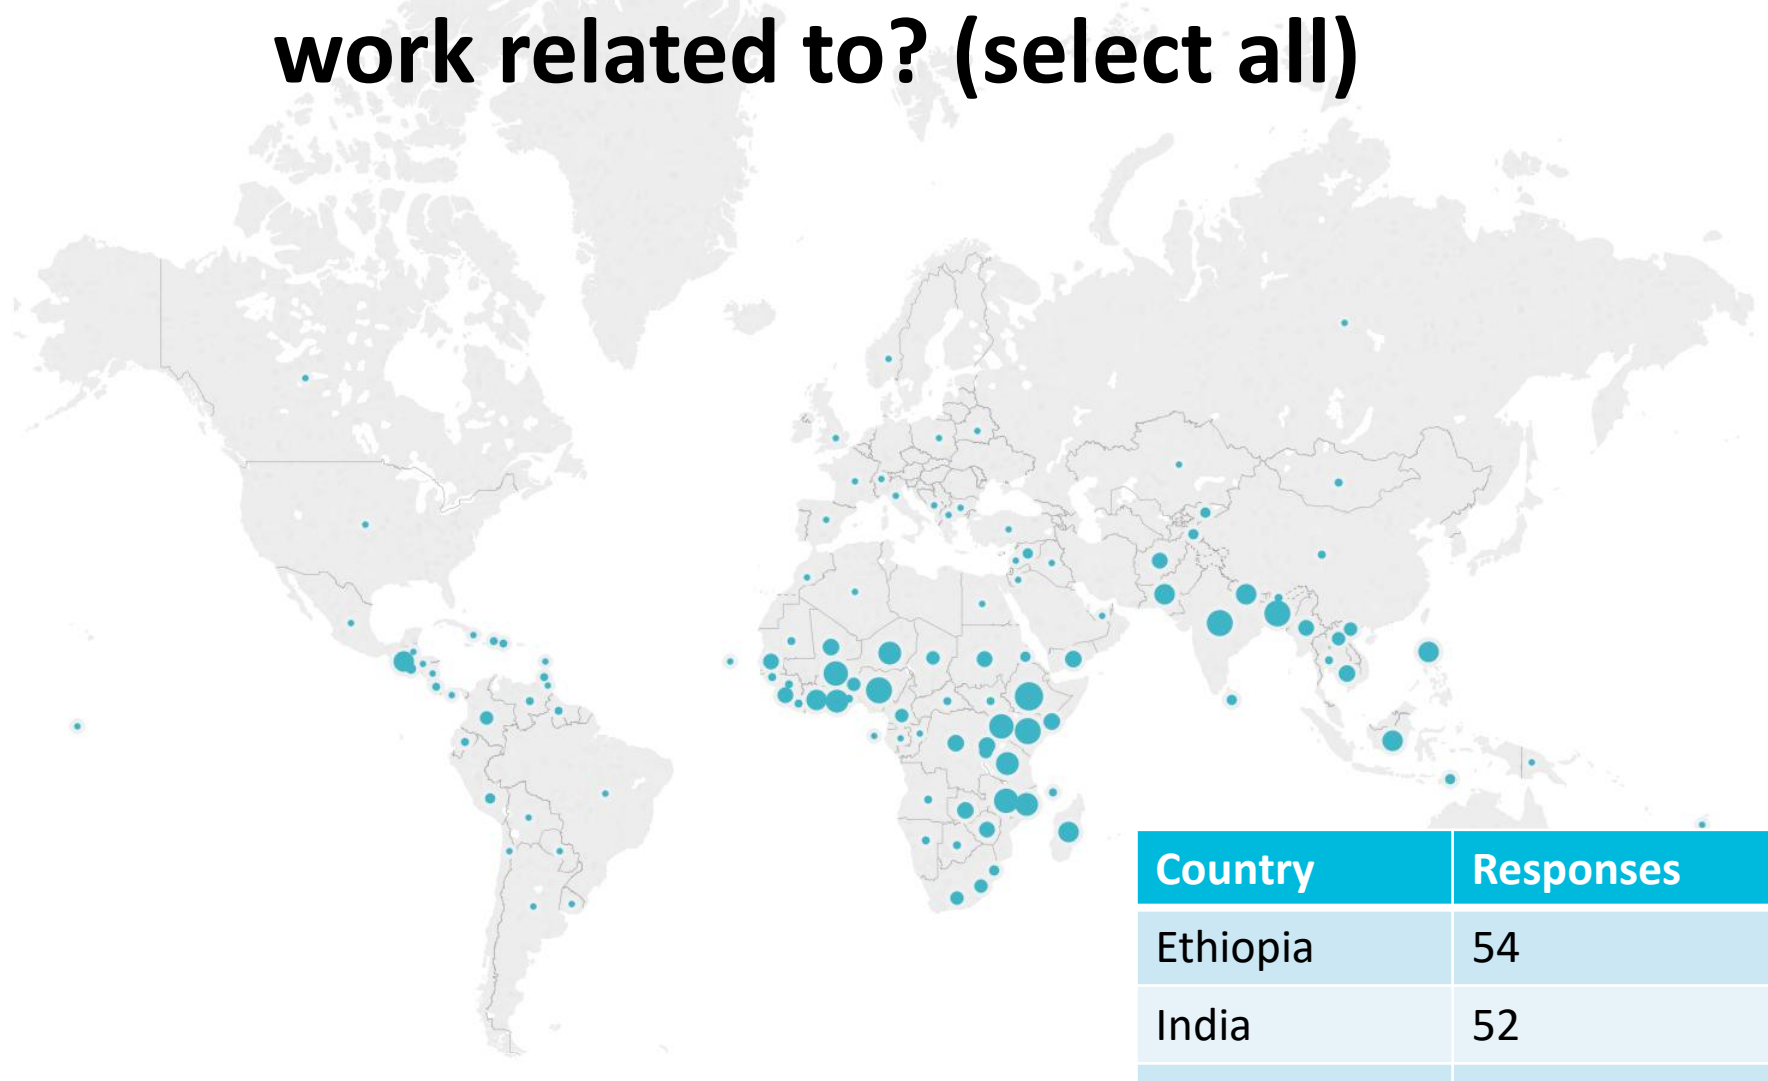 work related to? (select all)
Country Responses
Ethiopia 54
India 52